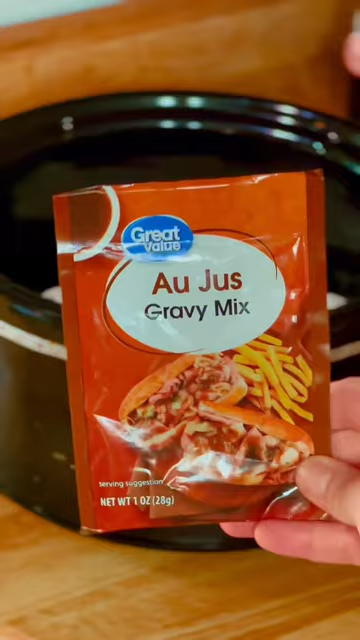 Great
Value
Au Jus
Gravy Mix
serving suggestion
NET WT 1 OZ (28g)